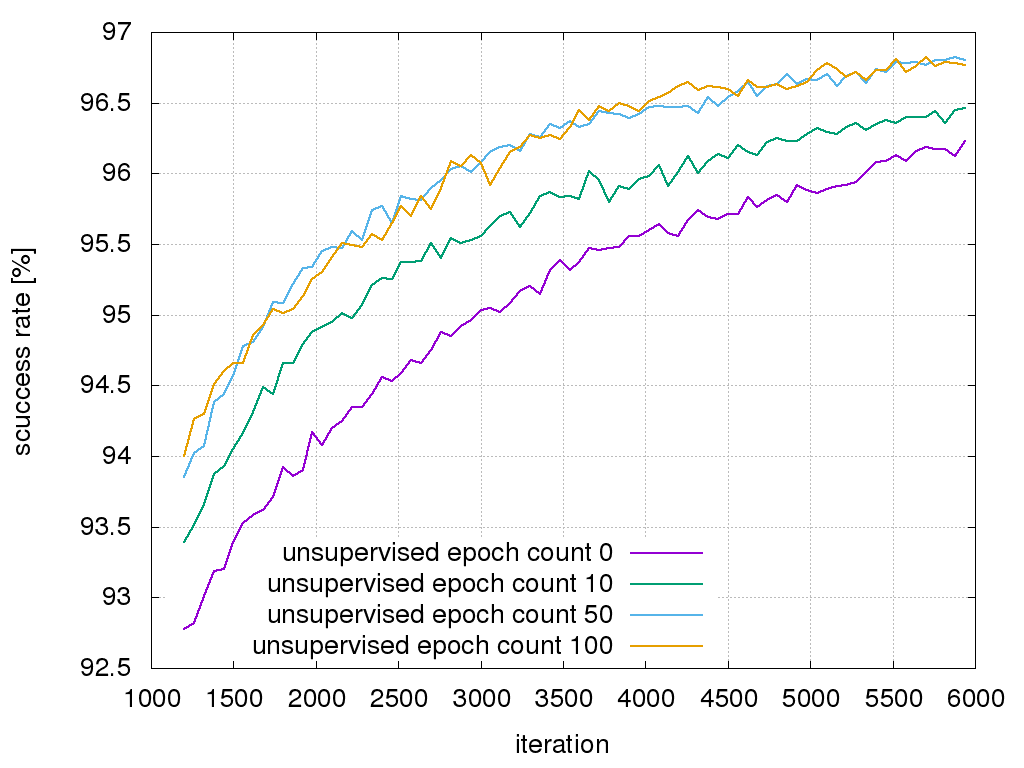 97
96.5
96
95.5
95
94.5
94
93.5
93
92.5
scuccess rate [%]
unsupervised epoch count 0
unsupervised epoch count 10
unsupervised epoch count 50
unsupervised epoch count 100
1000 1500 2000 2500 3000 3500 4000 4500 5000 5500 6000
iteration